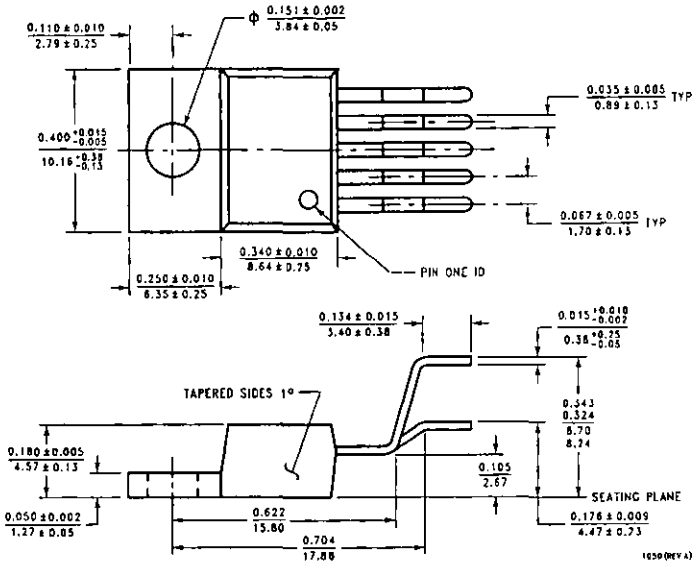 ϕ 0.151 ± 0.002
3.84 ± 0.05
0.110 ± 0.010
2.79 ± 0.25
0.035 ± 0.005 TYP
0.89 ± 0.13
0.400 +0.015 -0.005
10.16 +0.38 -0.13
0.067 ± 0.005 TYP
1.70 ± 0.13
0.340 ± 0.010
8.64 ± 0.25
0.250 ± 0.010
6.35 ± 0.25
PIN ONE ID
0.134 ± 0.015
3.40 ± 0.38
0.015 +0.010 -0.002
0.38 +0.25 -0.05
TAPERED SIDES 1°
0.343
0.324
8.70
8.24
0.180 ± 0.005
4.57 ± 0.13
0.105
2.67
SEATING PLANE
0.050 ± 0.002
1.27 ± 0.05
0.622
15.80
0.176 ± 0.009
4.47 ± 0.23
0.704
17.88
1030 (REV A)